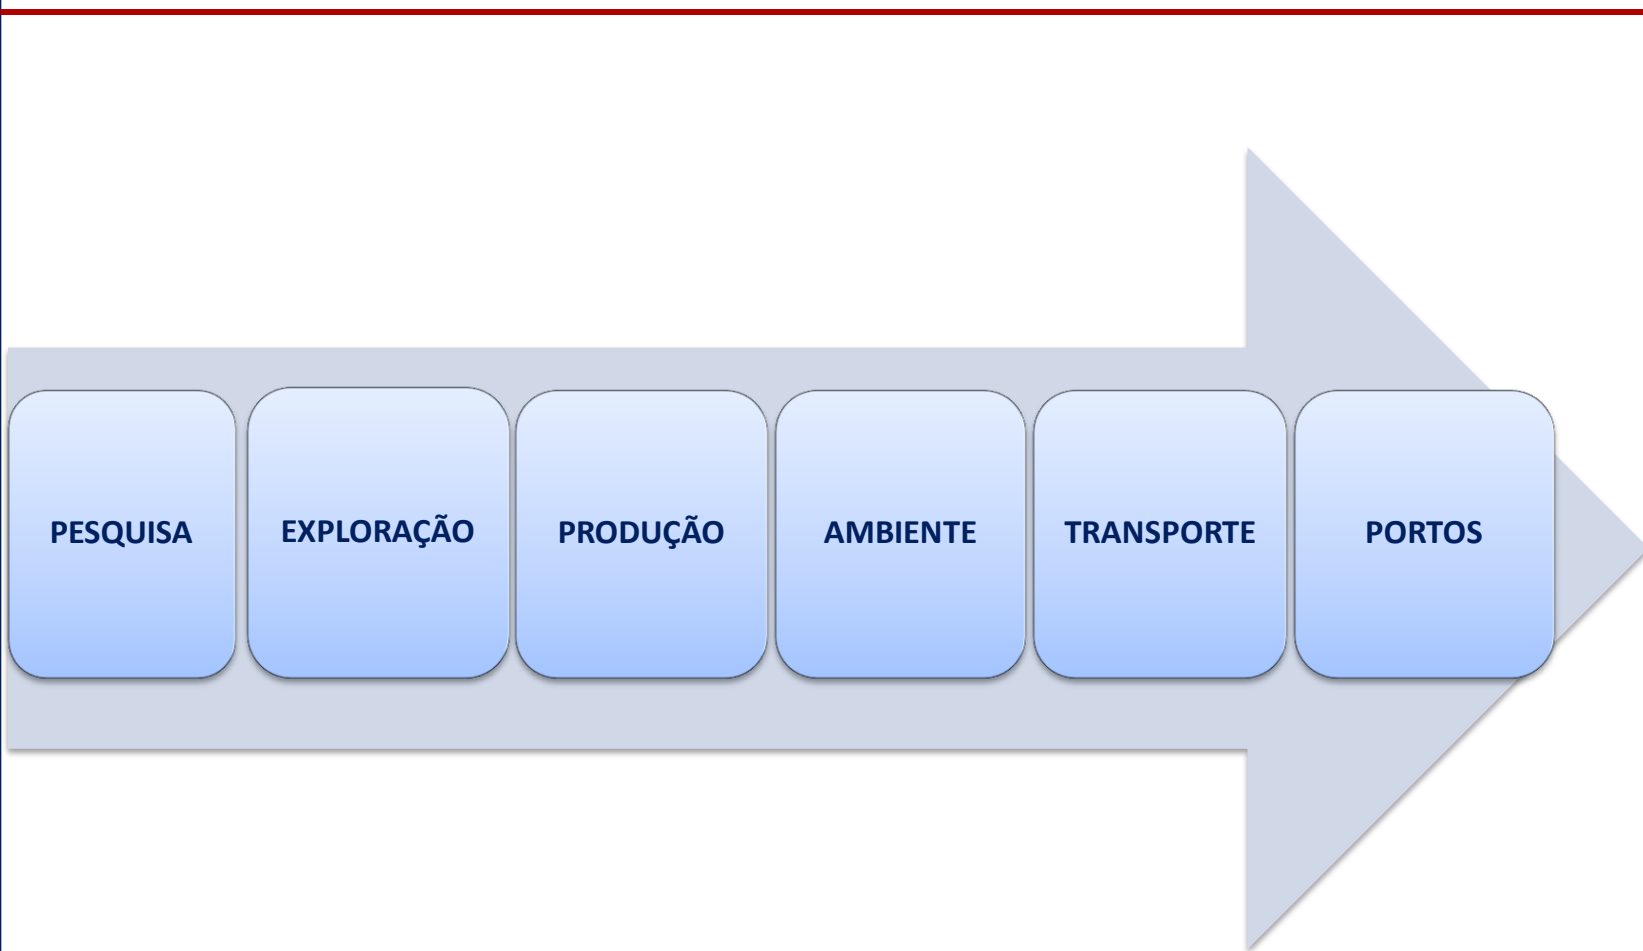 PESQUISA
EXPLORAÇÃO
PRODUÇÃO
AMBIENTE
TRANSPORTE
PORTOS